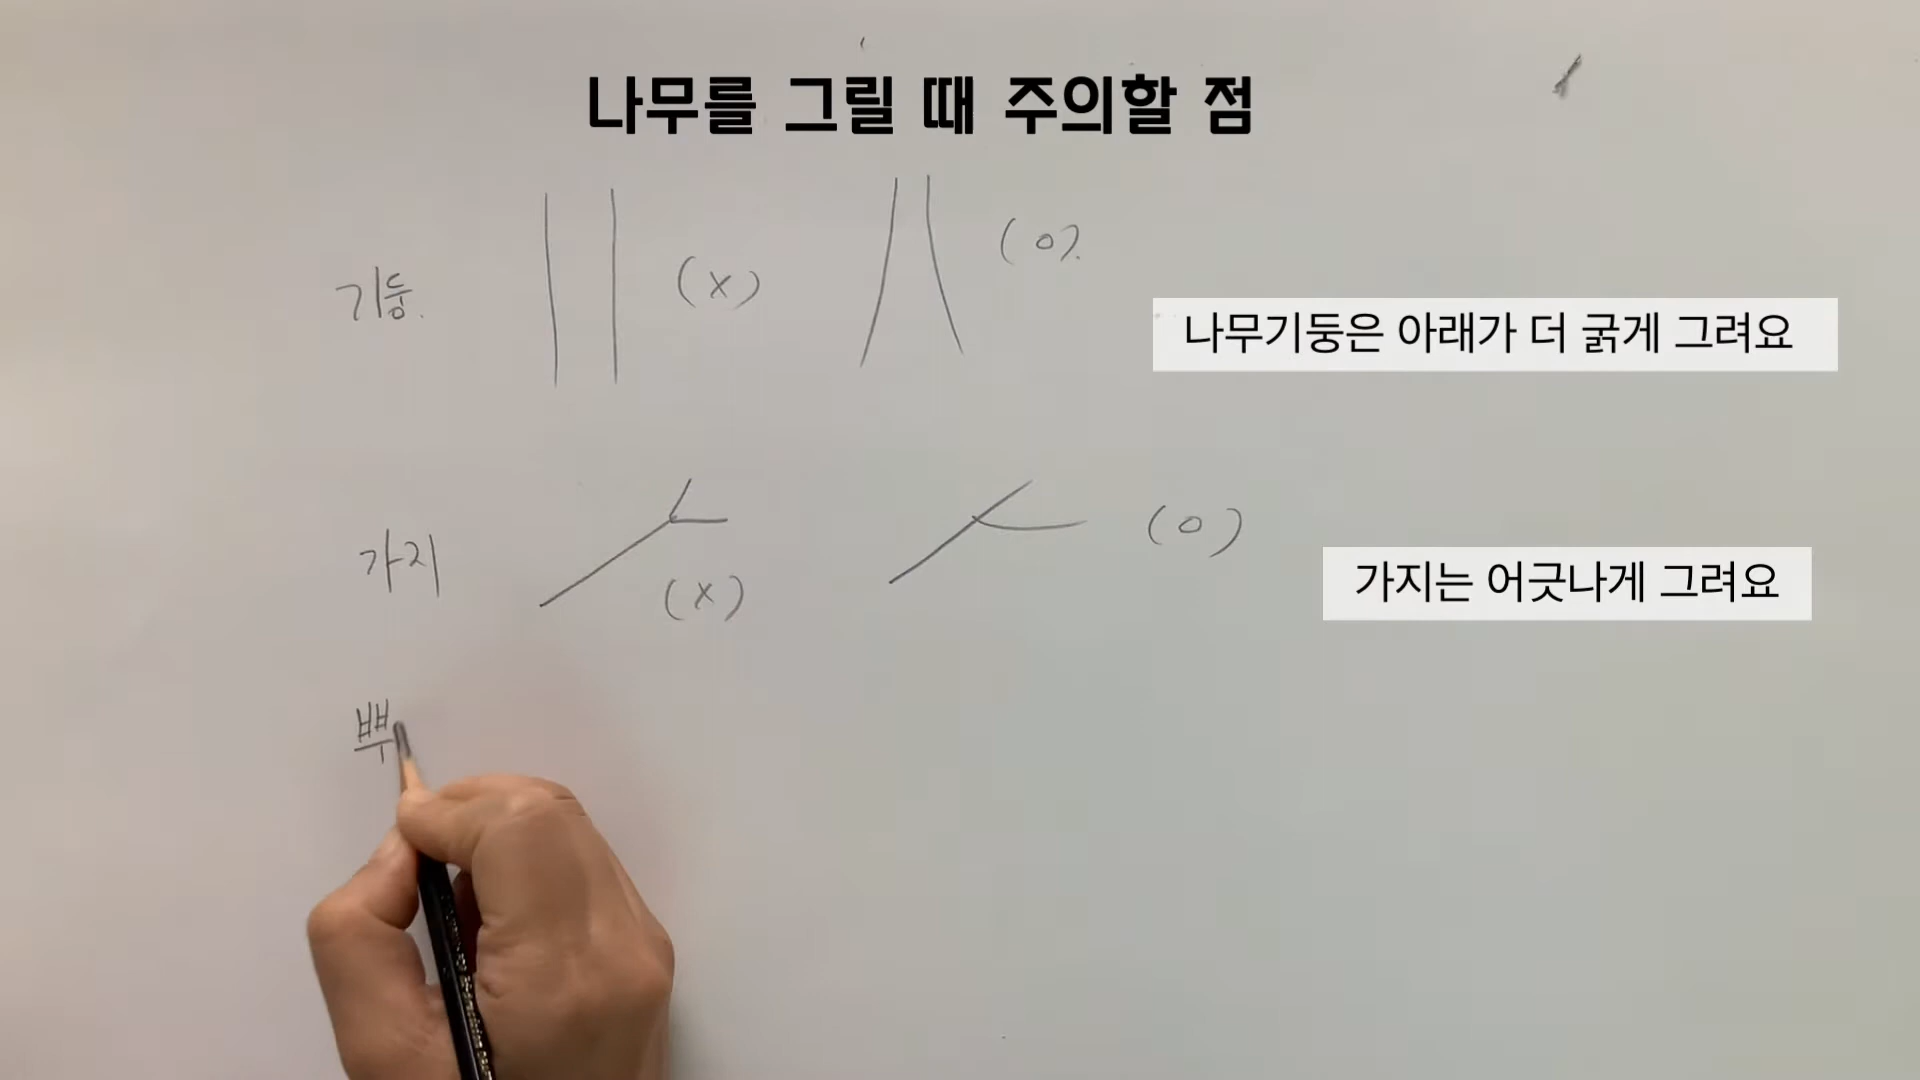 나무를 그릴 때 주의할 점
기둥. (X) (O).
나무기둥은 아래가 더 굵게 그려요
가지 (X) (O)
가지는 어긋나게 그려요
뿌